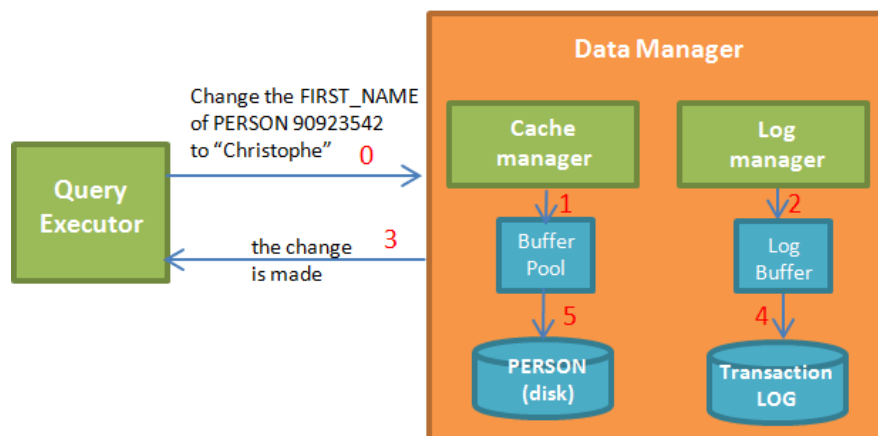 Data Manager
Change the FIRST_NAME
of PERSON 90923542
to “Christophe”
0
Query
Executor
3
the change
is made
Cache
manager
Log
manager
1
2
Buffer
Pool
Log
Buffer
5
4
PERSON
(disk)
Transaction
LOG